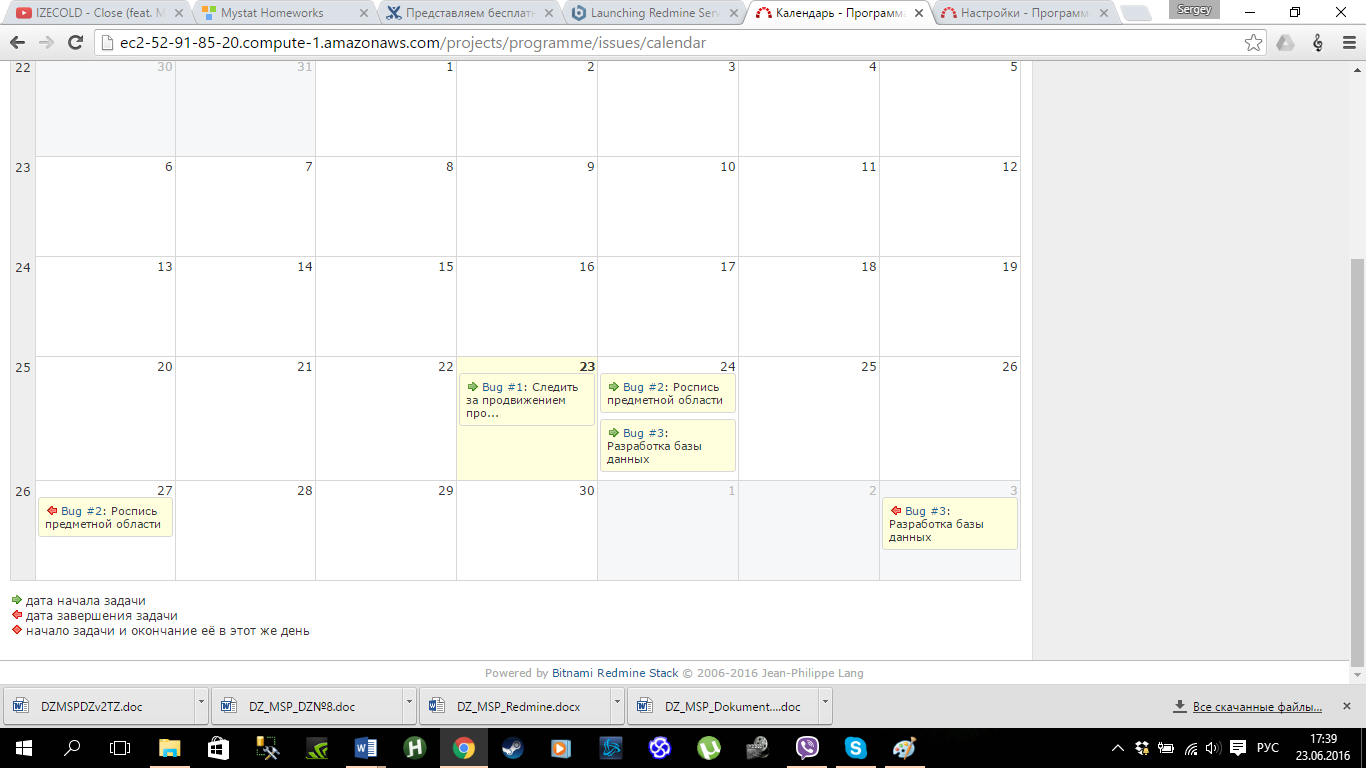 IZECOLD - Close (feat. M
Mystat Homeworks
Представляем бесплатн
Launching Redmine Serv
Календарь - Программа
Настройки - Программ
Sergey
ec2-52-91-85-20.compute-1.amazonaws.com/projects/programme/issues/calendar
22 30 31 1 2 3 4 5
23 6 7 8 9 10 11 12
24 13 14 15 16 17 18 19
25 20 21 22 23 24 25 26
Bug #1: Следить
за продвижением
про...
Bug #2: Роспись
предметной области
Bug #3:
Разработка базы
данных
26 27 28 29 30 1 2 3
Bug #2: Роспись
предметной области
Bug #3:
Разработка базы
данных
дата начала задачи
дата завершения задачи
начало задачи и окончание её в этот же день
Powered by Bitnami Redmine Stack © 2006-2016 Jean-Philippe Lang
DZMSPDZv2TZ.doc
DZ_MSP_DZ№8.doc
DZ_MSP_Redmine.docx
DZ_MSP_Dokument....doc
Все скачанные файлы...
РУС
17:39
23.06.2016